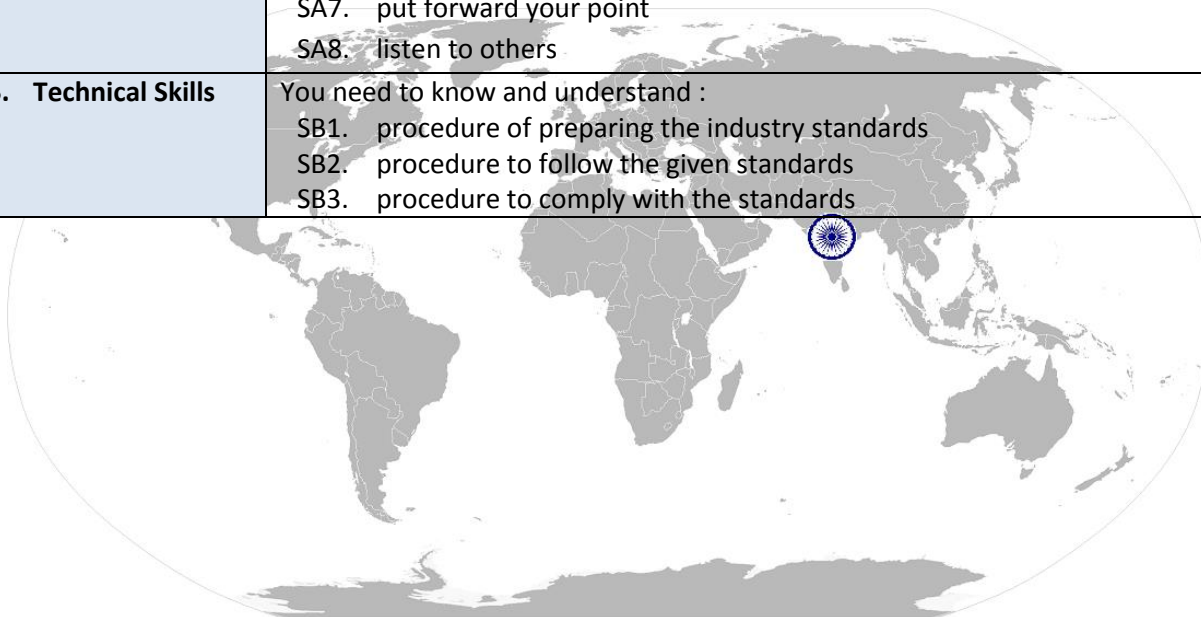 SA7. put forward your point
SA8. listen to others
. Technical Skills
You need to know and understand :
SB1. procedure of preparing the industry standards
SB2. procedure to follow the given standards
SB3. procedure to comply with the standards